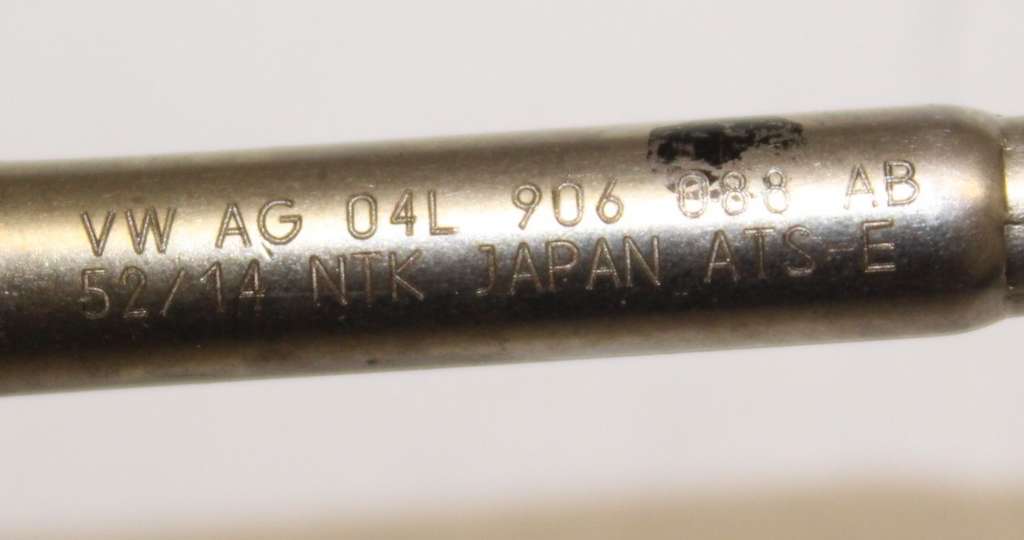 VW AG 04L 906 088 AB
52/14 NTK JAPAN ATS-E